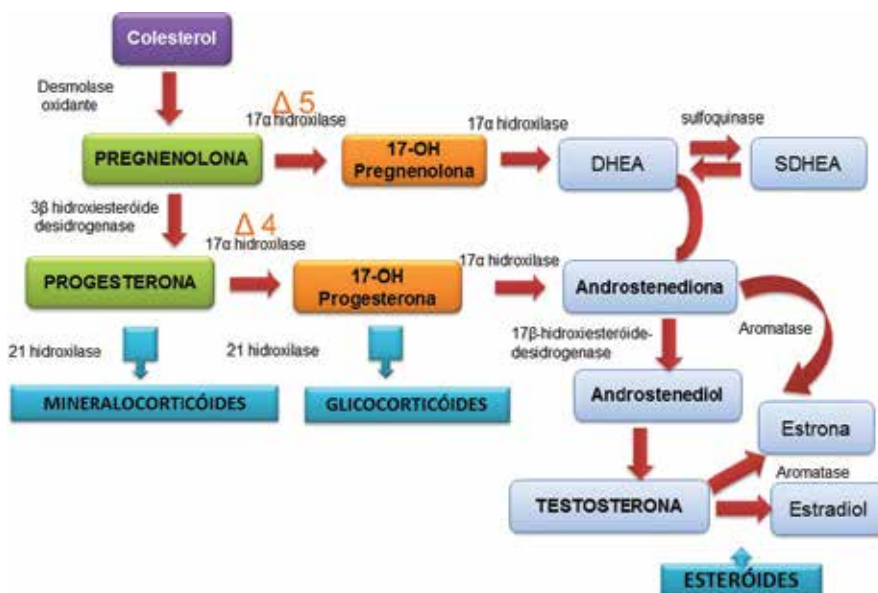 Colesterol
Desmolase
oxidante
Δ 5
17α hidroxilase
17α hidroxilase
sulfoquinase
PREGNENOLONA
17-OH
Pregnenolona
DHEA
SDHEA
3β hidroxiesteróide
desidrogenase
Δ 4
17α hidroxilase
17α hidroxilase
PROGESTERONA
17-OH
Progesterona
Androstenediona
21 hidroxilase
21 hidroxilase
17β-hidroxiesteróide-
desidrogenase
Aromatase
MINERALOCORTICÓIDES
GLICOCORTICÓIDES
Androstenediol
Estrona
Aromatase
TESTOSTERONA
Estradiol
ESTERÓIDES